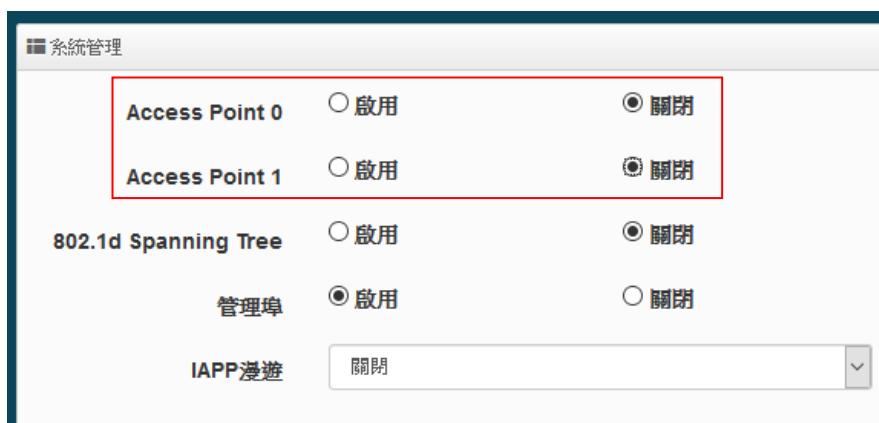 系統管理
Access Point 0 啟用 關閉
Access Point 1 啟用 關閉
802.1d Spanning Tree 啟用 關閉
管理埠 啟用 關閉
IAPP漫遊 關閉